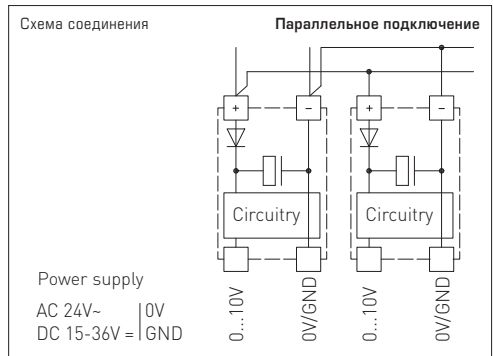 Схема соединения
Параллельное подключение
+ − + −
Circuitry Circuitry
Power supply
AC 24V~ | 0V
DC 15-36V = | GND
0...10V
0V/GND
0...10V
0V/GND